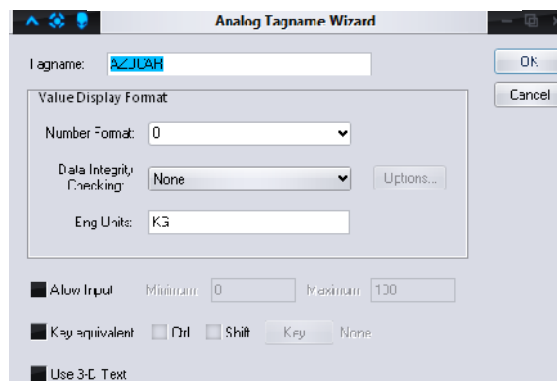 Analog Tagname Wizard
Tagname: AZUCAR OK
Value Display Format Cancel
Number Format: 0
Data Integrity Checking: None Options...
Eng Units: KG
Allow Input Minimum 0 Maximum 100
Key equivalent Ctrl Shift Key None
Use 3-D Text